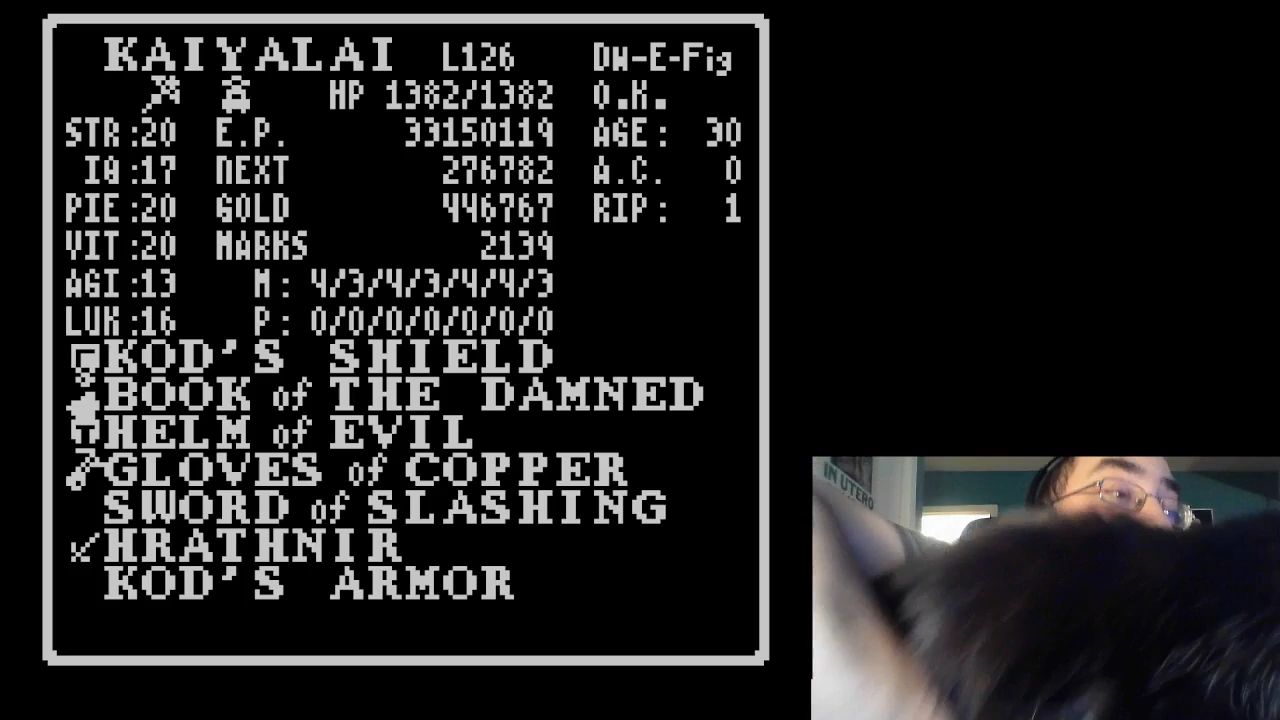 KAIYALAI L126 DW-E-Fig
HP 1382/1382 O.K.
STR:20 E.P. 33150119 AGE: 30
IQ:17 NEXT 276782 A.C. 0
PIE:20 GOLD 446767 RIP: 1
VIT:20 MARKS 2139
AGI:13 M: 4/3/4/3/4/4/3
LUK:16 P: 0/0/0/0/0/0/0
KOD'S SHIELD
BOOK of THE DAMNED
HELM of EVIL
GLOVES of COPPER
SWORD of SLASHING
HRATHNIR
KOD'S ARMOR
IN UTERO